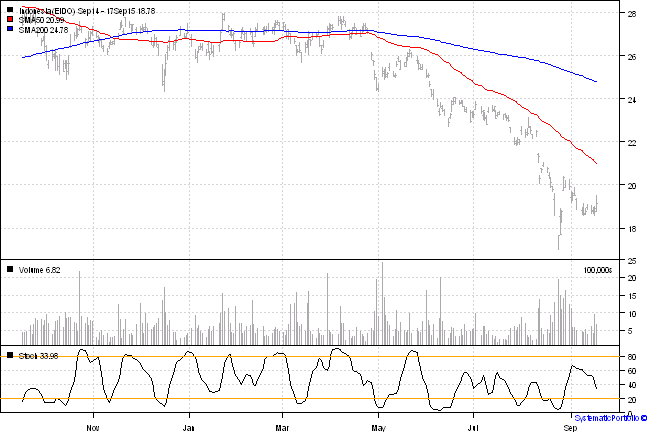 Indonesia(EIDO) Sep14 - 17Sep15 18.78
SMA50 20.99
SMA200 24.78
28
26
24
22
20
18
Volume 6.82
100,000s
25
20
15
10
5
Stoch 33.98
80
60
40
20
0
Nov Jan Mar May Jul Sep
SystematicPortfolio ©